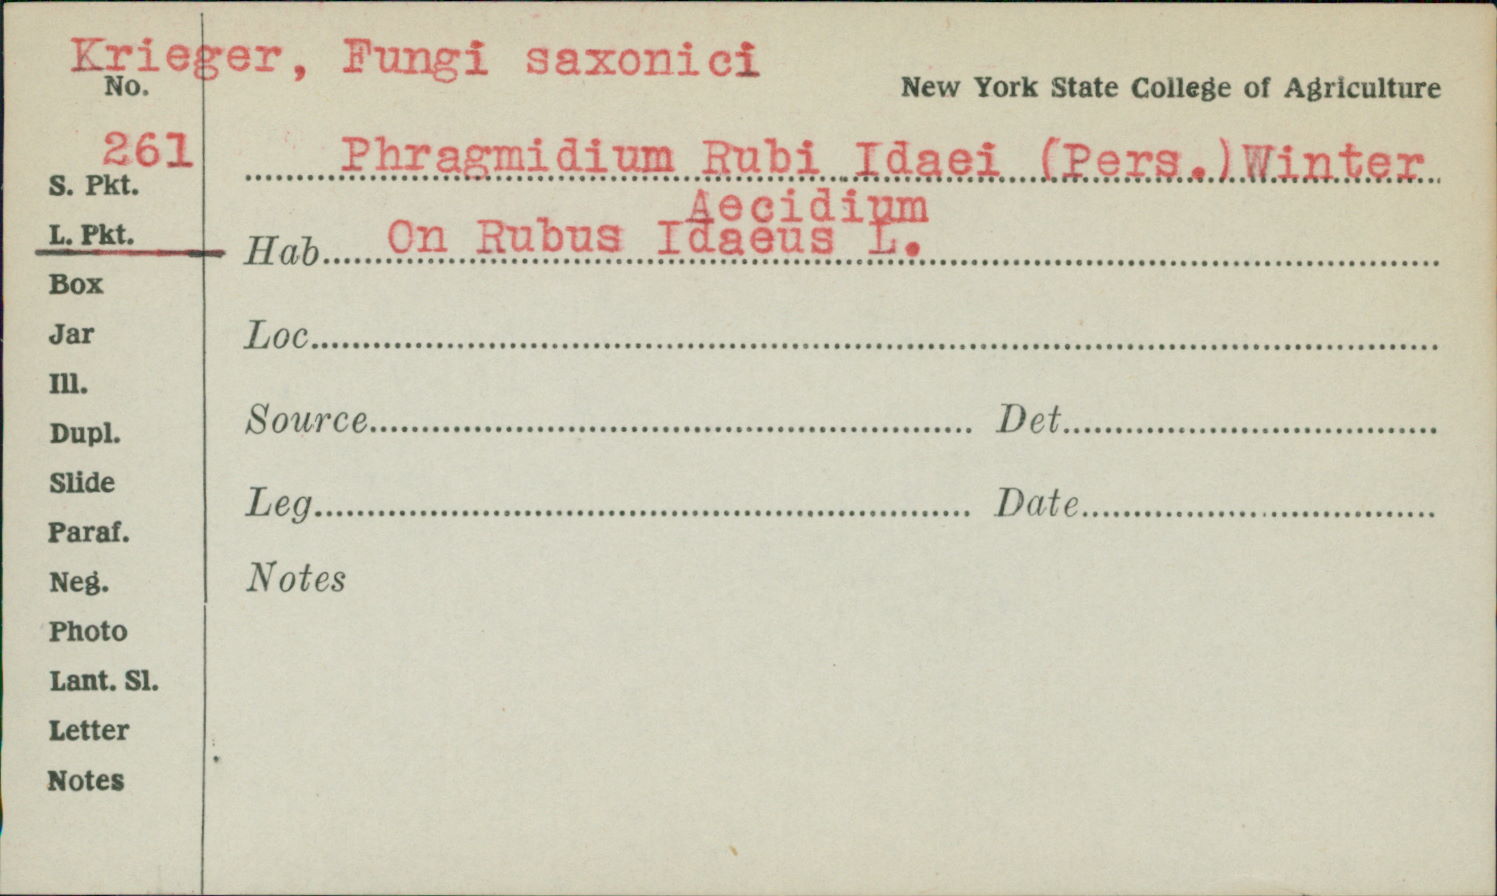 Krieger, Fungi saxonici
No.
New York State College of Agriculture
261
Phragmidium Rubi Idaei (Pers.)Winter
S. Pkt.
Aecidium
L. Pkt.
Hab. On Rubus Idaeus L.
Box
Jar
Loc.
Ill.
Dupl.
Source
Det.
Slide
Leg.
Date
Paraf.
Neg.
Notes
Photo
Lant. Sl.
Letter
Notes